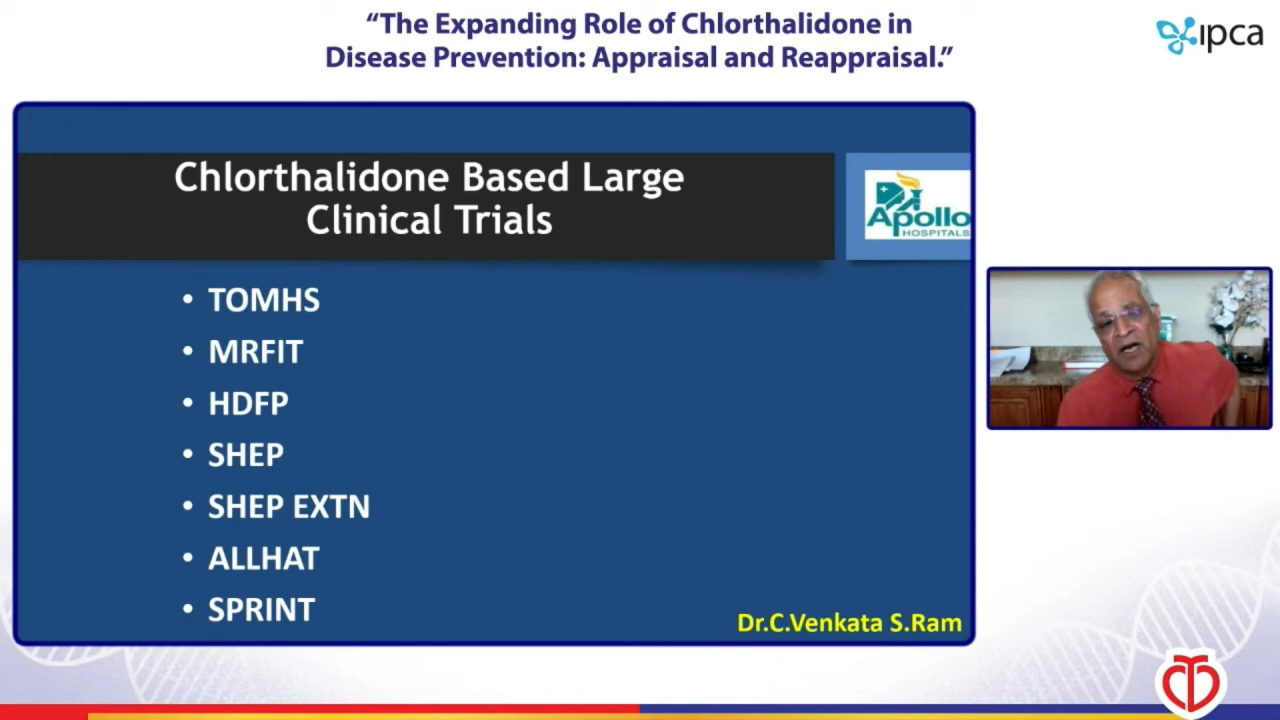 “The Expanding Role of Chlorthalidone in
Disease Prevention: Appraisal and Reappraisal.”
ipca
Chlorthalidone Based Large
Clinical Trials
Apollo
HOSPITALS
• TOMHS
• MRFIT
• HDFP
• SHEP
• SHEP EXTN
• ALLHAT
• SPRINT
Dr.C.Venkata S.Ram